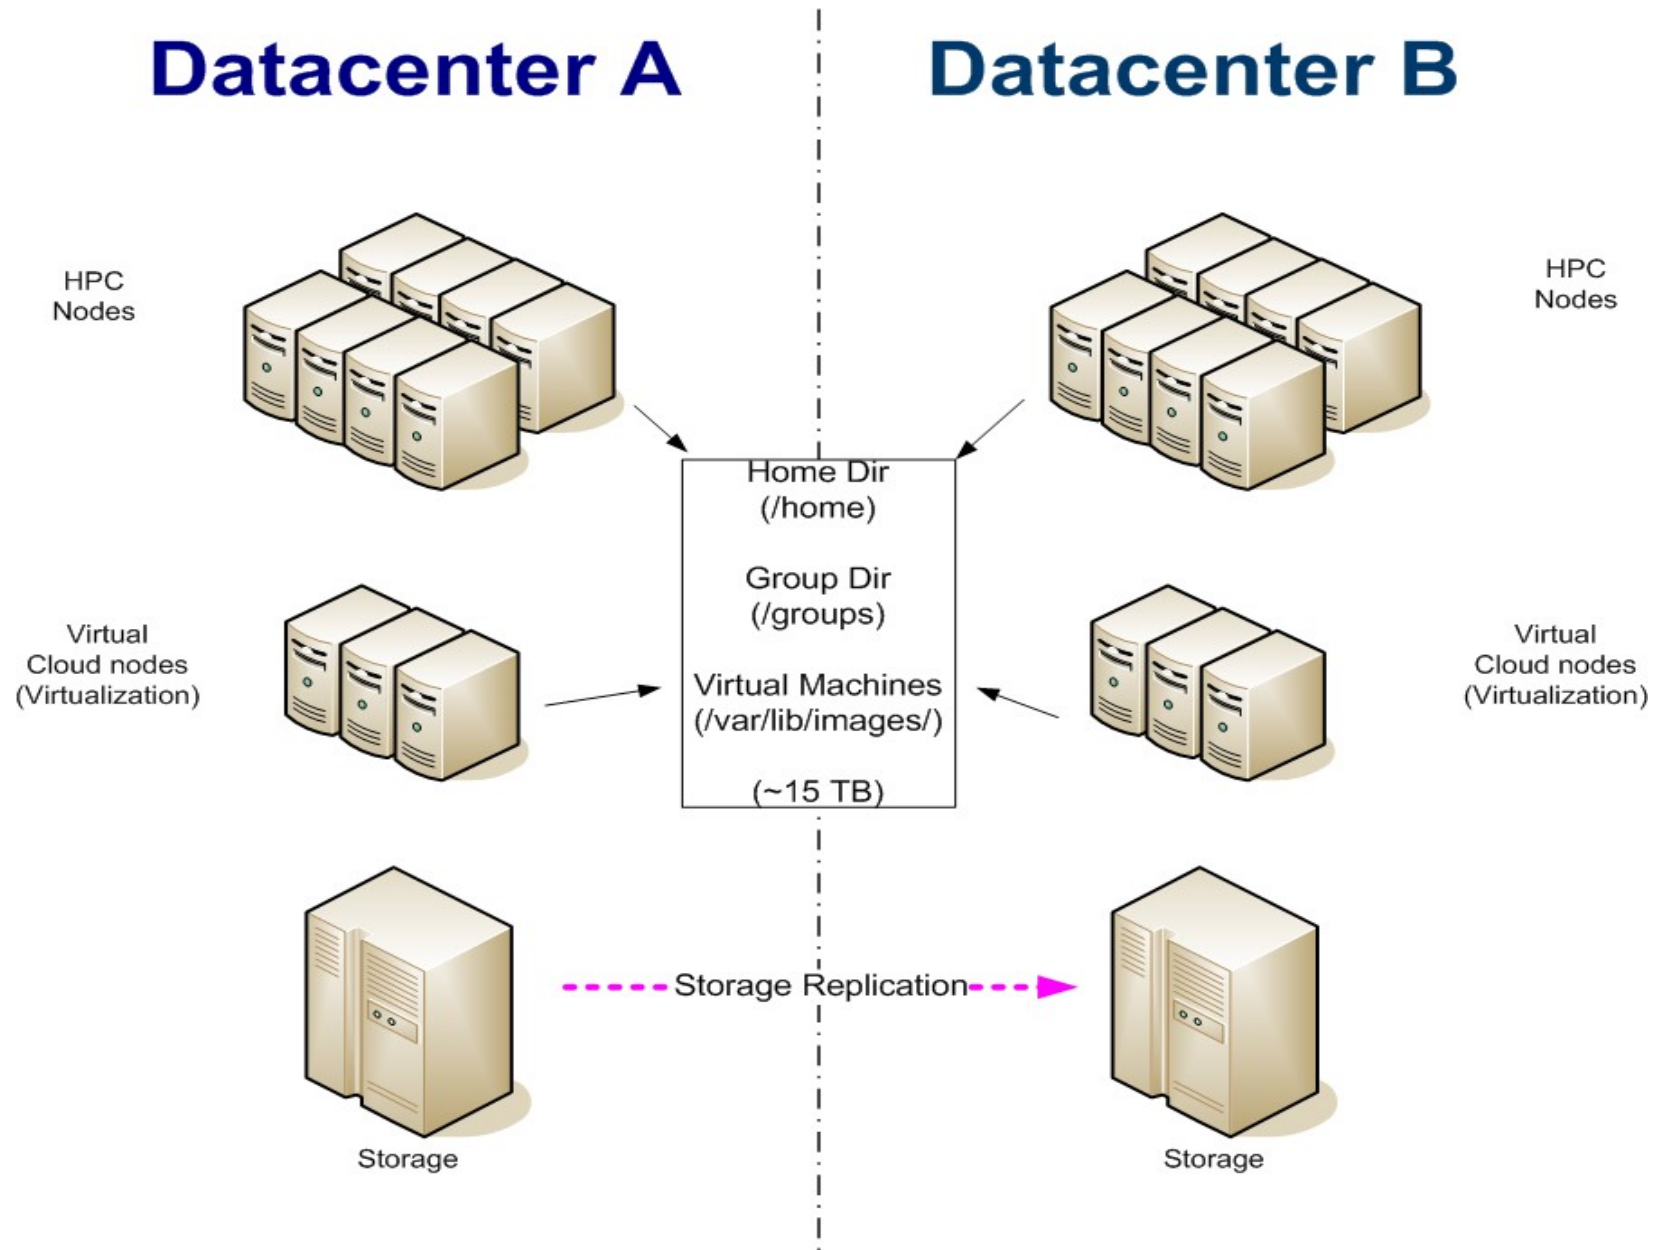 Datacenter A
Datacenter B
HPC
Nodes
HPC
Nodes
Home Dir
(/home)
Group Dir
(/groups)
Virtual Machines
(/var/lib/images/)
(~15 TB)
Virtual
Cloud nodes
(Virtualization)
Virtual
Cloud nodes
(Virtualization)
Storage Replication
Storage
Storage